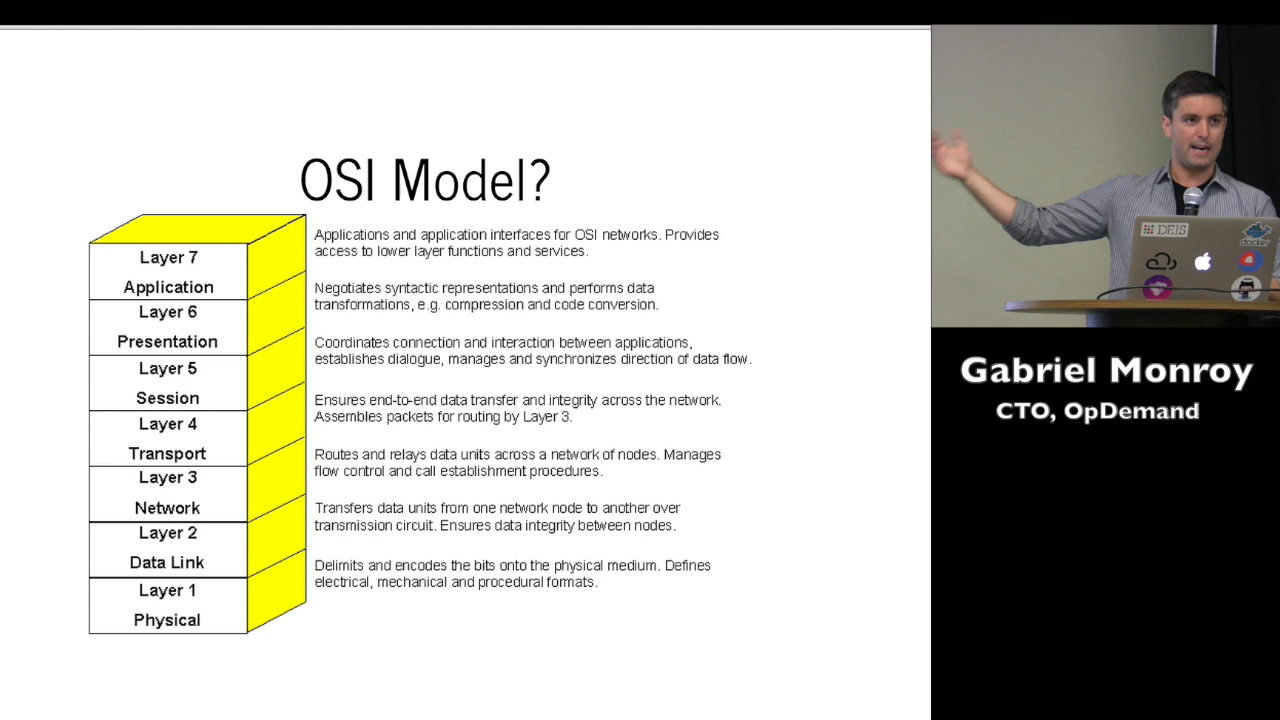 OSI Model?
Layer 7
Application
Applications and application interfaces for OSI networks. Provides
access to lower layer functions and services.
Layer 6
Presentation
Negotiates syntactic representations and performs data
transformations, e.g. compression and code conversion.
Layer 5
Session
Coordinates connection and interaction between applications,
establishes dialogue, manages and synchronizes direction of data flow.
Layer 4
Transport
Ensures end-to-end data transfer and integrity across the network.
Assembles packets for routing by Layer 3.
Layer 3
Network
Routes and relays data units across a network of nodes. Manages
flow control and call establishment procedures.
Layer 2
Data Link
Transfers data units from one network node to another over
transmission circuit. Ensures data integrity between nodes.
Layer 1
Physical
Delimits and encodes the bits onto the physical medium. Defines
electrical, mechanical and procedural formats.
DEIS
docker
Gabriel Monroy
CTO, OpDemand